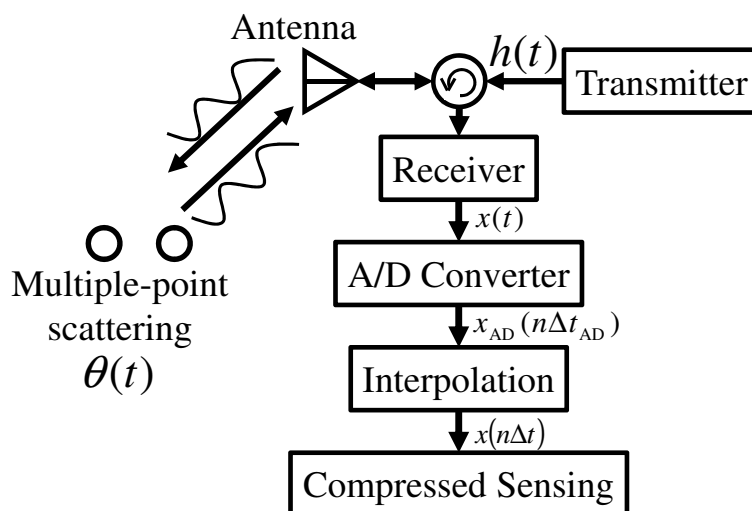 Antenna
h(t)
Transmitter
Receiver
x(t)
A/D Converter
Multiple-point
scattering
θ(t)
x_AD (nΔt_AD)
Interpolation
x(nΔt)
Compressed Sensing